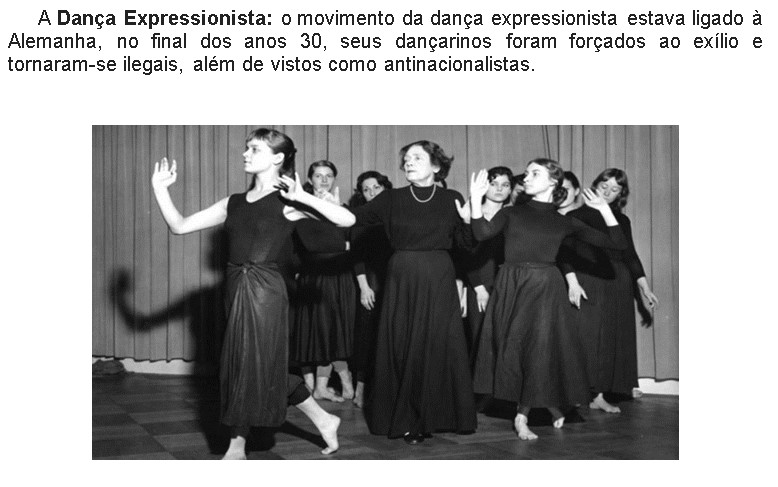 A Dança Expressionista: o movimento da dança expressionista estava ligado à
Alemanha, no final dos anos 30, seus dançarinos foram forçados ao exílio e
tornaram-se ilegais, além de vistos como antinacionalistas.